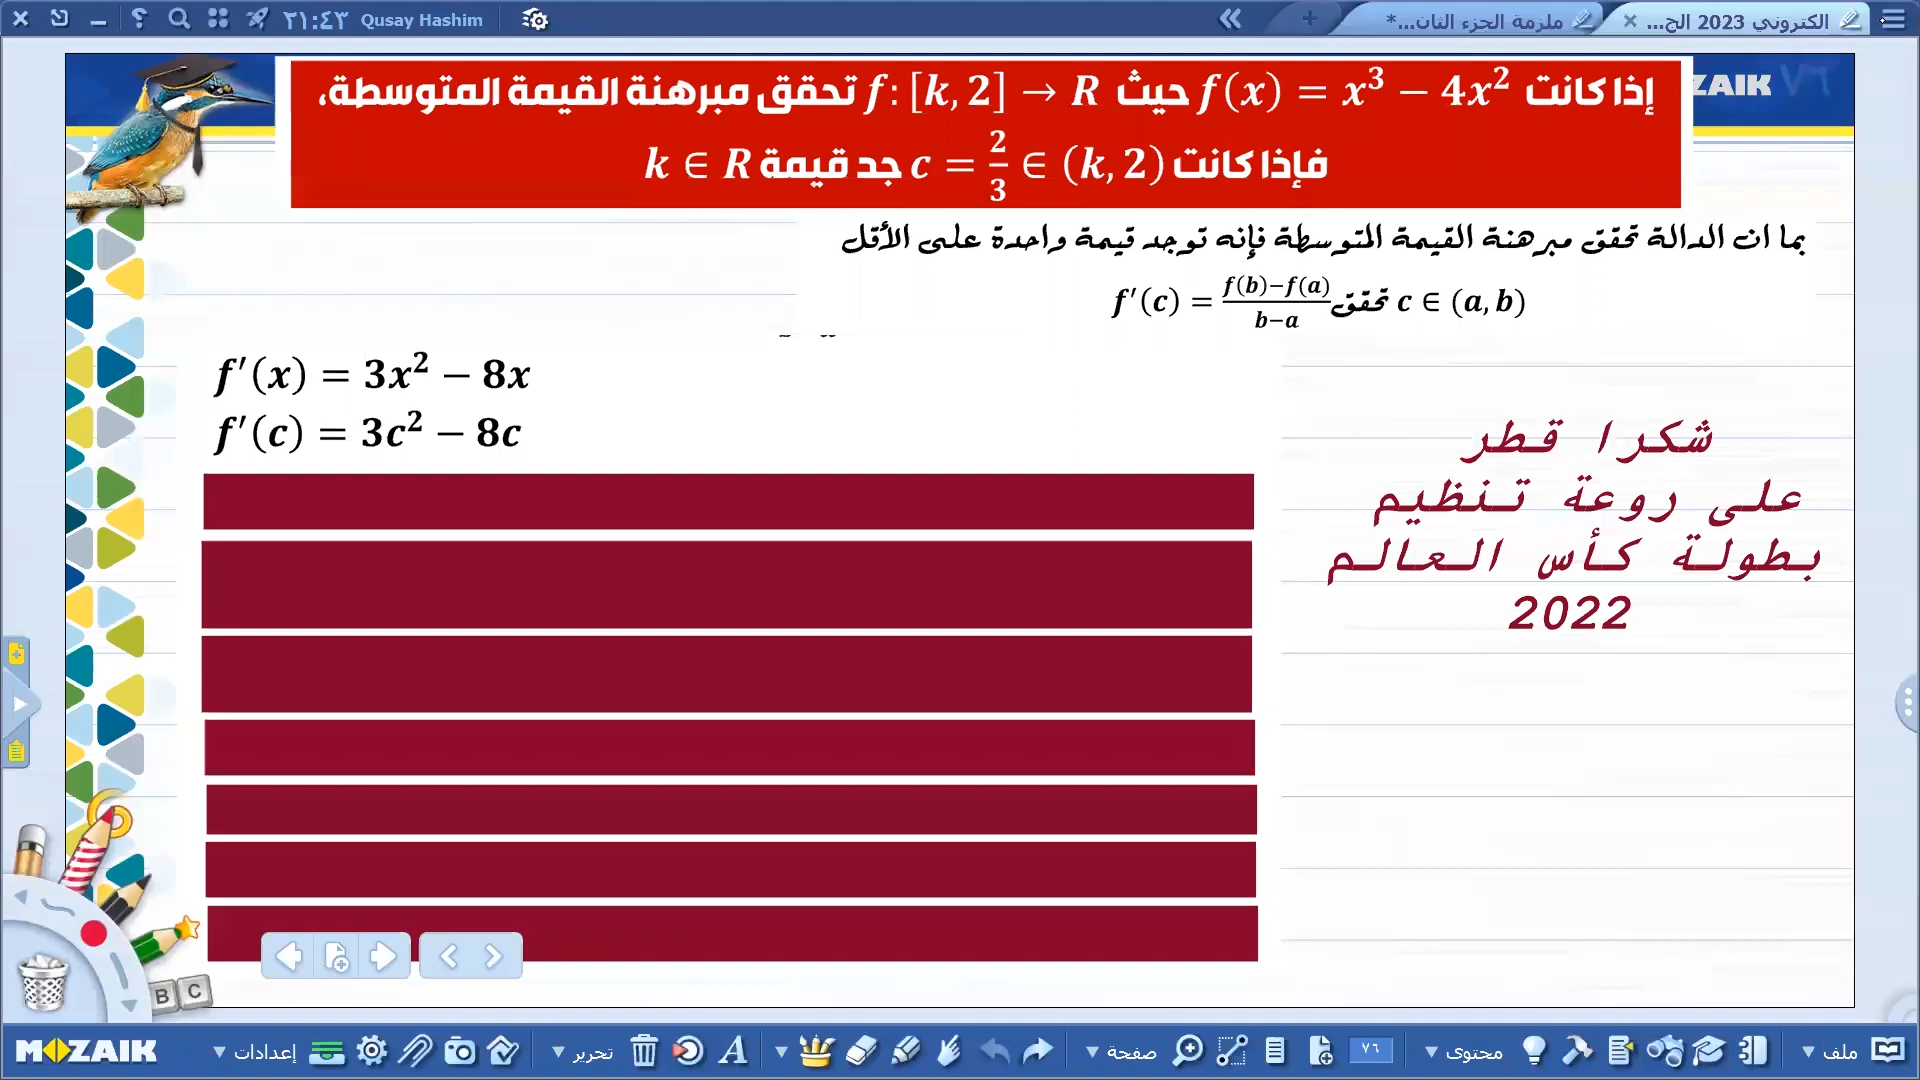 ٢١:٤٣ Qusay Hashim
ملزمة الجزء الثان...*
الكتروني 2023 الج...
ZAIK ٧٦
إذا كانت f(x) = x³ − 4x² حيث f: [k, 2] → R تحقق مبرهنة القيمة المتوسطة،
فإذا كانت c = 2/3 ∈ (k, 2) جد قيمة k ∈ R
بما ان الدالة تحقق مبرهنة القيمة المتوسطة فإنه توجد قيمة واحدة على الأقل
c ∈ (a, b) تحقق f′(c) = f(b)−f(a)/b−a
f′(x) = 3x² − 8x
f′(c) = 3c² − 8c
شكرا قطر
على روعة تنظيم
بطولة كأس العالم
2022
B C
MOZAIK
إعدادات
تحرير
صفحة
٧٦
محتوى
ملف